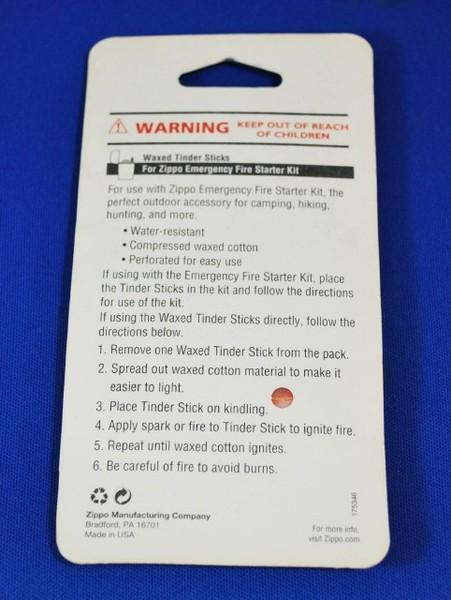 WARNING KEEP OUT OF REACH
OF CHILDREN
Waxed Tinder Sticks
For Zippo Emergency Fire Starter Kit
For use with Zippo Emergency Fire Starter Kit, the
perfect outdoor accessory for camping, hiking,
hunting, and more.
• Water-resistant
• Compressed waxed cotton
• Perforated for easy use
If using with the Emergency Fire Starter Kit, place
the Tinder Sticks in the kit and follow the directions
for use of the kit.
If using the Waxed Tinder Sticks directly, follow the
directions below.
1. Remove one Waxed Tinder Stick from the pack.
2. Spread out waxed cotton material to make it
easier to light.
3. Place Tinder Stick on kindling.
4. Apply spark or fire to Tinder Stick to ignite fire.
5. Repeat until waxed cotton ignites.
6. Be careful of fire to avoid burns.
Zippo Manufacturing Company
Bradford, PA 16701
Made in USA
175346
For more info,
visit Zippo.com